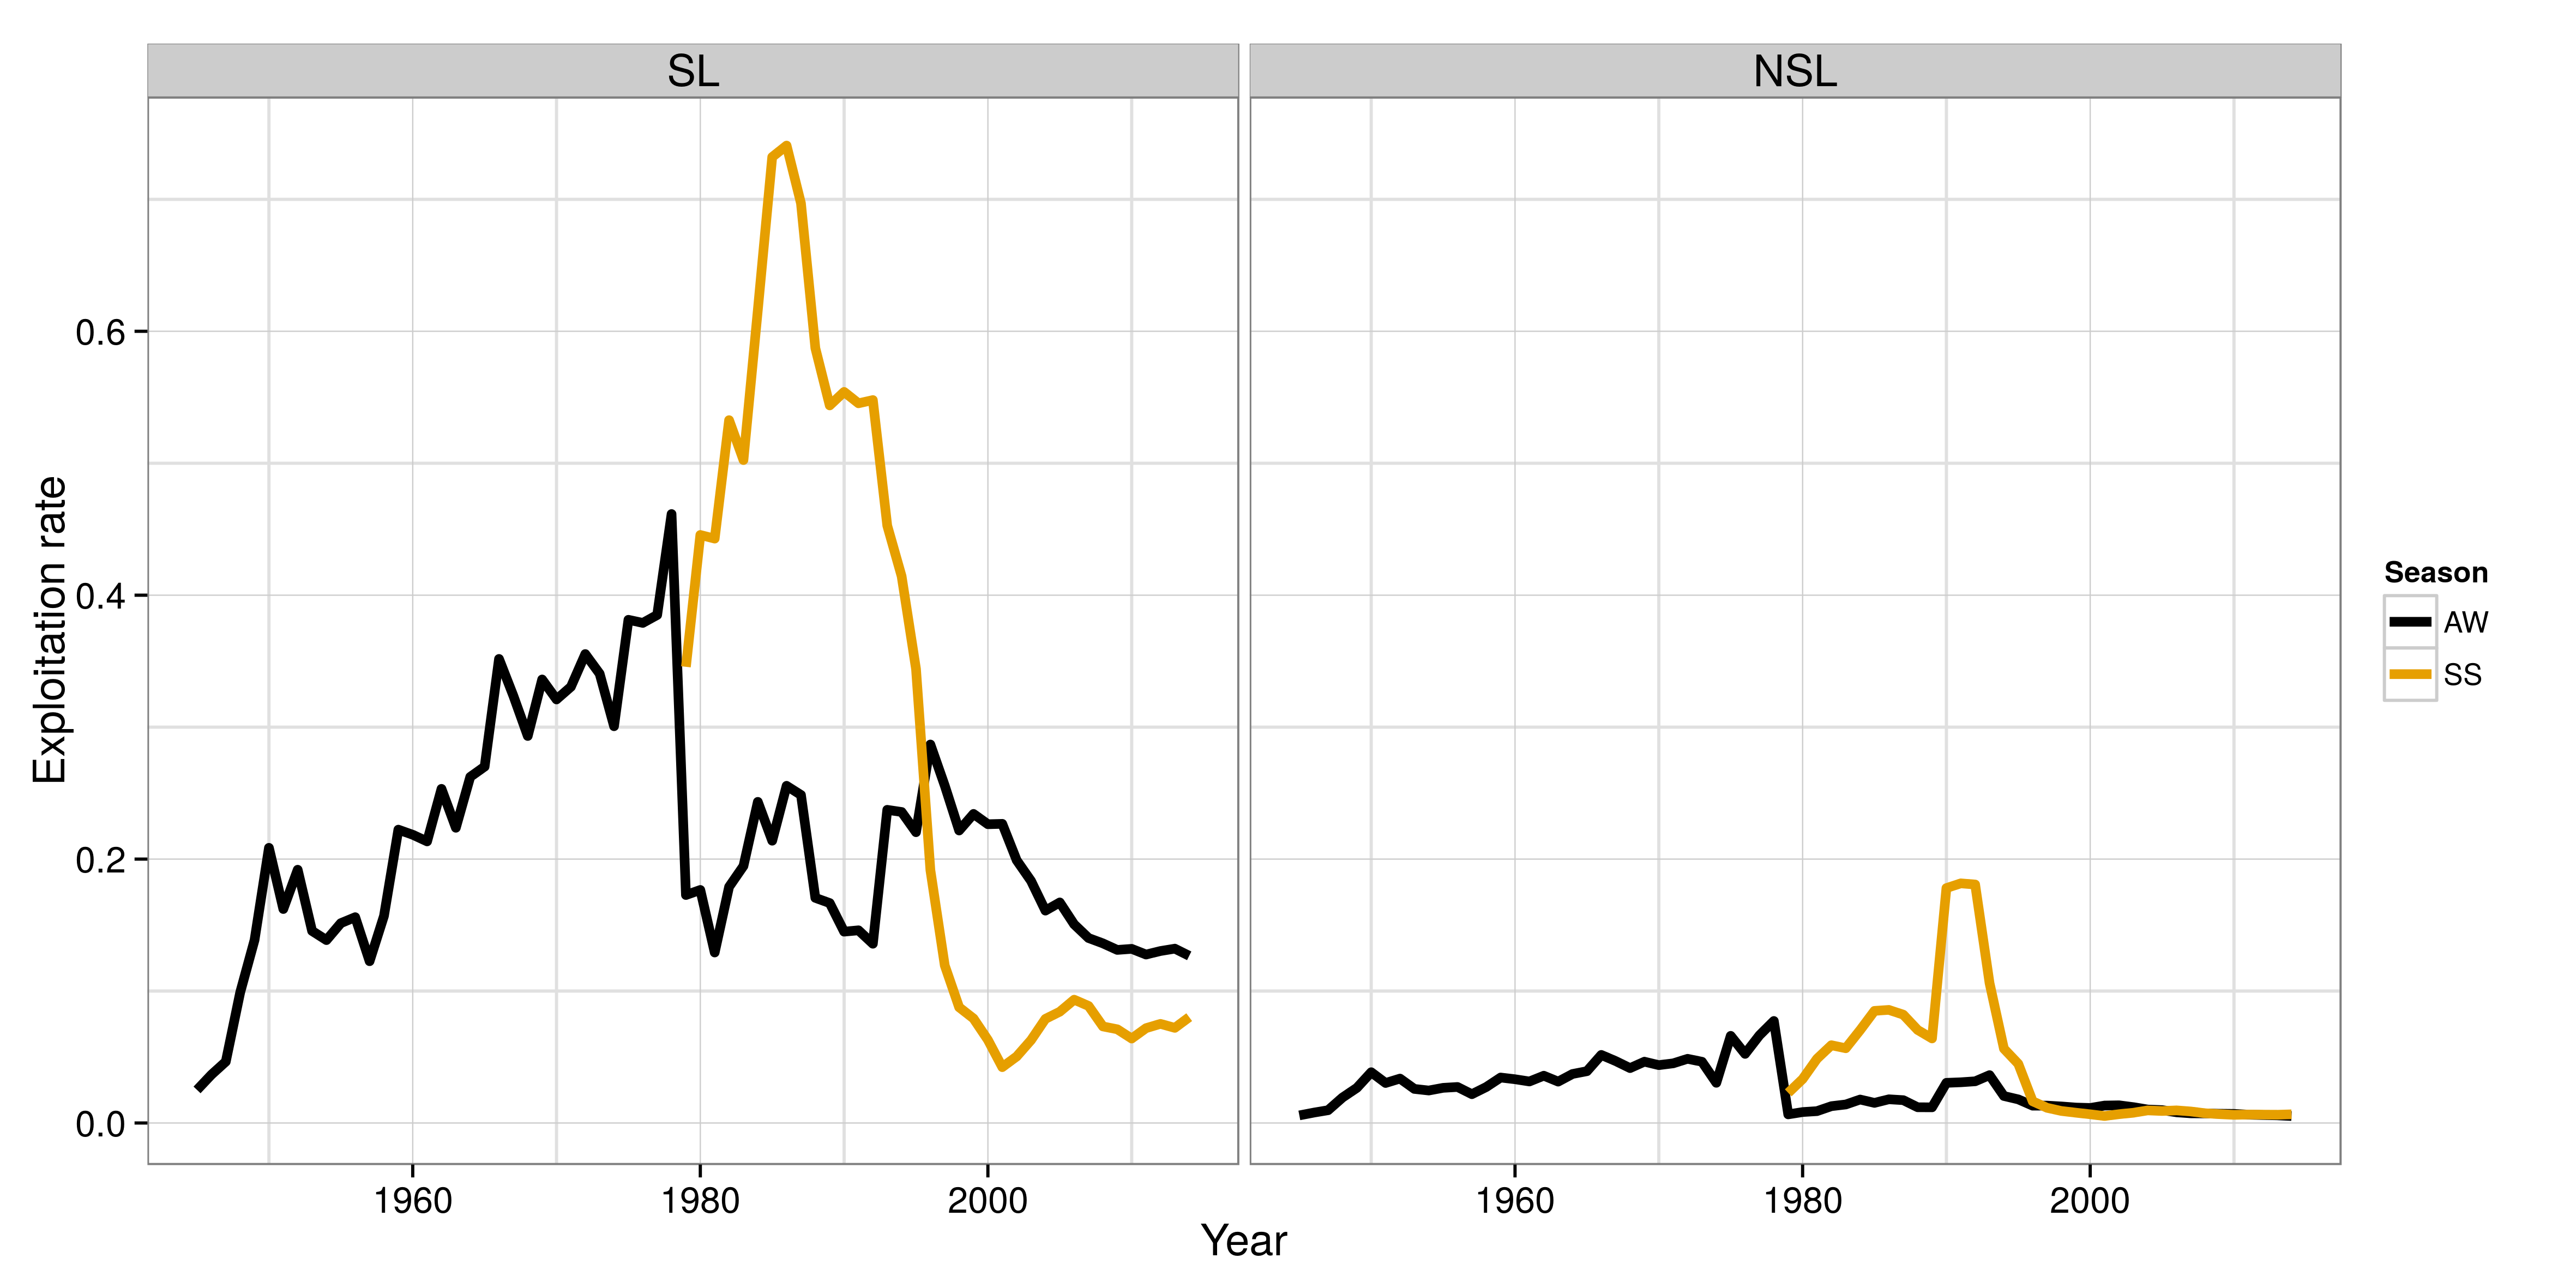 SL
NSL
Exploitation rate
0.6
0.4
0.2
0.0
1960
1980
2000
1960
1980
2000
Year
Season
AW
SS